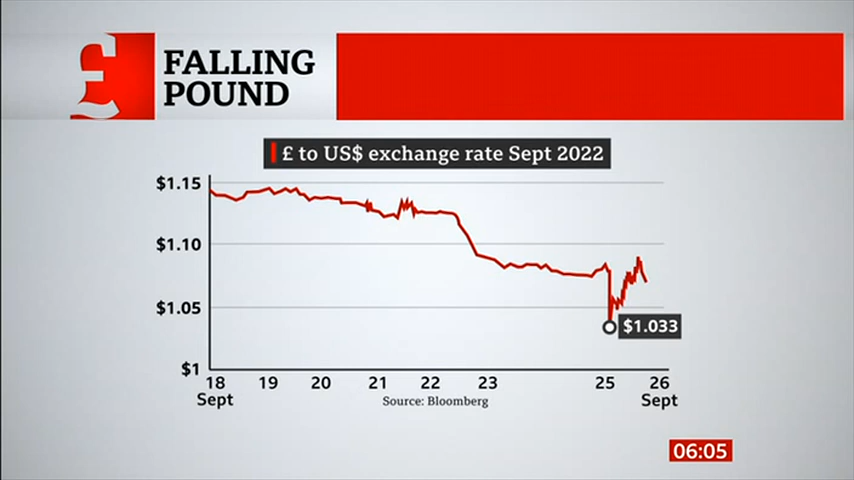 £
FALLING
POUND
£ to US$ exchange rate Sept 2022
$1.15
$1.10
$1.05
$1
$1.033
18 19 20 21 22 23 25 26
Sept Sept
Source: Bloomberg
06:05